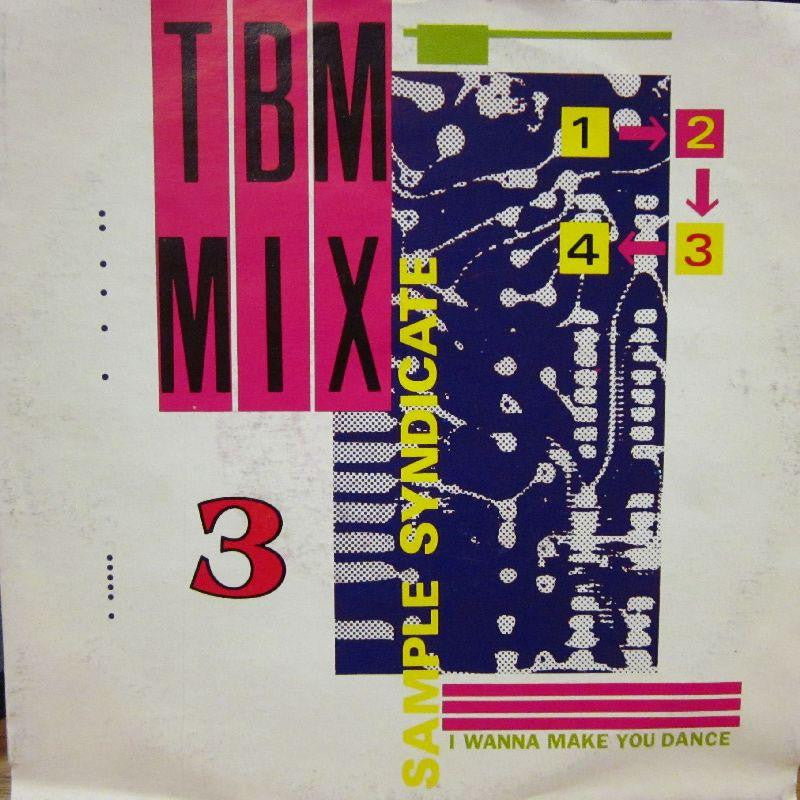 TBM
MIX
1 2
4 3
SAMPLE SYNDICATE
3
I WANNA MAKE YOU DANCE